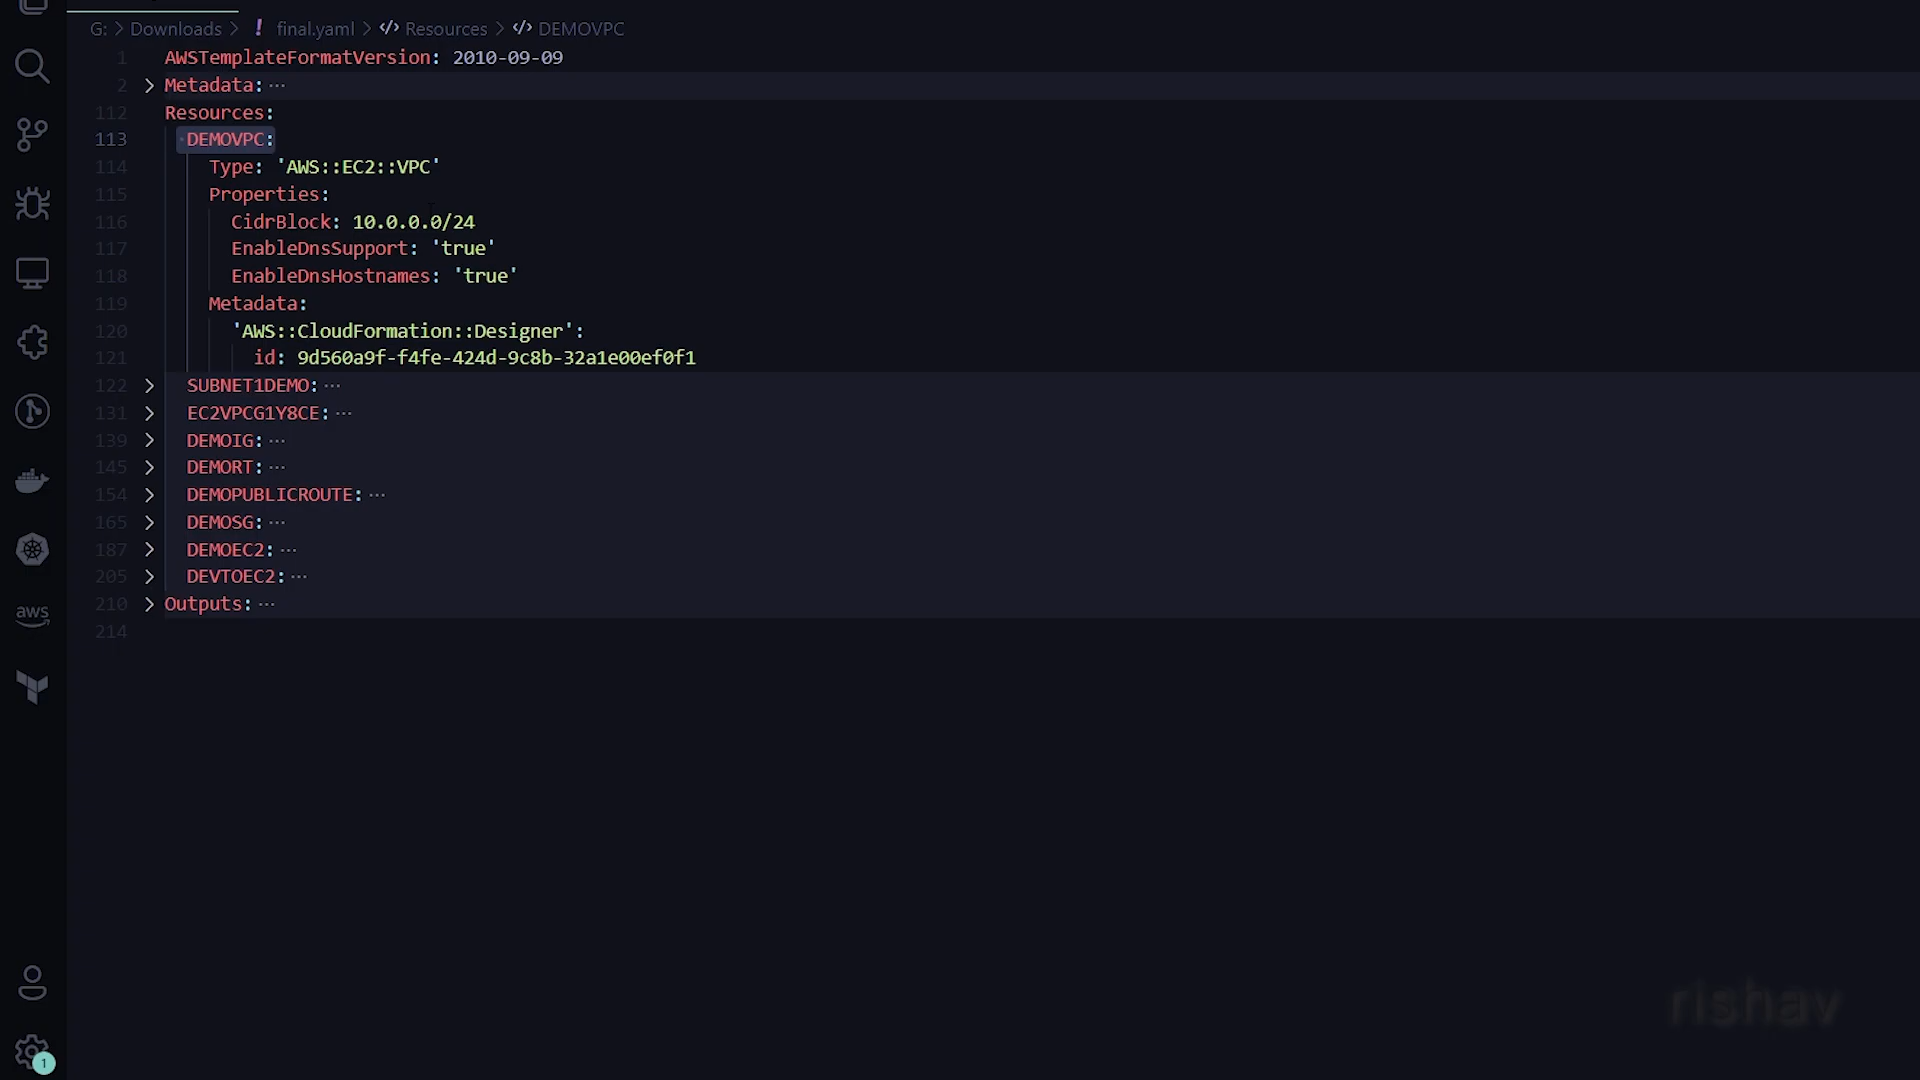 G: > Downloads > ! final.yaml > Resources > DEMOVPC
1 AWSTemplateFormatVersion: 2010-09-09
2 > Metadata: ···
112 Resources:
113 DEMOVPC:
114 Type: 'AWS::EC2::VPC'
115 Properties:
116 CidrBlock: 10.0.0.0/24
117 EnableDnsSupport: 'true'
118 EnableDnsHostnames: 'true'
119 Metadata:
120 'AWS::CloudFormation::Designer':
121 id: 9d560a9f-f4fe-424d-9c8b-32a1e00ef0f1
122 > SUBNET1DEMO: ···
131 > EC2VPCG1Y8CE: ···
139 > DEMOIG: ···
145 > DEMORT: ···
154 > DEMOPUBLICROUTE: ···
165 > DEMOSG: ···
187 > DEMOEC2: ···
205 > DEVTOEC2: ···
210 > Outputs: ···
214
aws
1
rishav